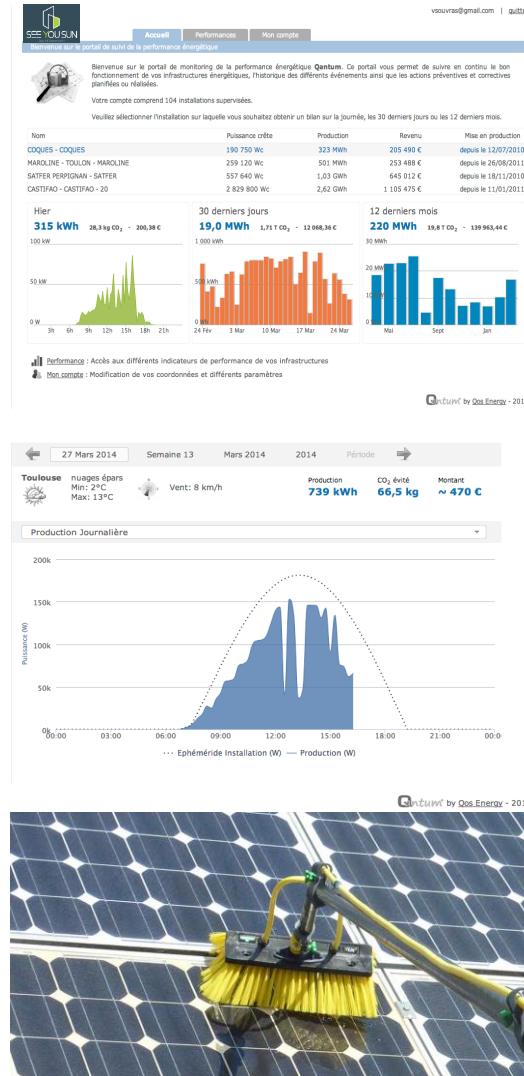 vsouvras@gmail.com | quitte
SEE YOU SUN
Accueil Performances Mon compte
Bienvenue sur le portail de suivi de la performance énergétique
Bienvenue sur le portail de monitoring de la performance énergétique Qantum. Ce portail vous permet de suivre en continu le bon
fonctionnement de vos infrastructures énergétiques, l'historique des différents événements ainsi que les actions préventives et correctives
planifiées ou réalisées.
Votre compte comprend 104 installations supervisées.
Veuillez sélectionner l'installation sur laquelle vous souhaitez obtenir un bilan sur la journée, les 30 derniers jours ou les 12 derniers mois.
Nom Puissance crête Production Revenu Mise en production
COQUES - COQUES 190 750 Wc 323 MWh 205 490 € depuis le 12/07/2010
MAROLINE - TOULON - MAROLINE 259 120 Wc 501 MWh 253 488 € depuis le 26/08/2011
SATFER PERPIGNAN - SATFER 557 640 Wc 1,03 GWh 645 012 € depuis le 18/11/2010
CASTIFAO - CASTIFAO - 20 2 829 800 Wc 2,62 GWh 1 105 475 € depuis le 11/01/2011
Hier 30 derniers jours 12 derniers mois
315 kWh 28,3 kg CO2 - 200,38 € 19,0 MWh 1,71 T CO2 - 12 068,36 € 220 MWh 19,8 T CO2 - 139 963,44 €
100 kW 1 000 kWh 30 MWh
20 MW
50 kW 500 kWh
10
0 W 0 Wh 0
3h 6h 9h 12h 15h 18h 21h 24 Fév 3 Mar 10 Mar 17 Mar 24 Mar Mai Sept Jan
Performance : Accès aux différents indicateurs de performance de vos infrastructures
Mon compte : Modification de vos coordonnées et différents paramètres
Qantum by Qos Energy - 201
27 Mars 2014 Semaine 13 Mars 2014 2014 Période
Toulouse nuages épars Production CO2 évité Montant
Min: 2°C Vent: 8 km/h 739 kWh 66,5 kg ~ 470 €
Max: 13°C
Production Journalière
200k
150k
Puissance (W)
100k
50k
0k
00:00 03:00 06:00 09:00 12:00 15:00 18:00 21:00 00:0
Ephéméride Installation (W) Production (W)
Qantum by Qos Energy - 201